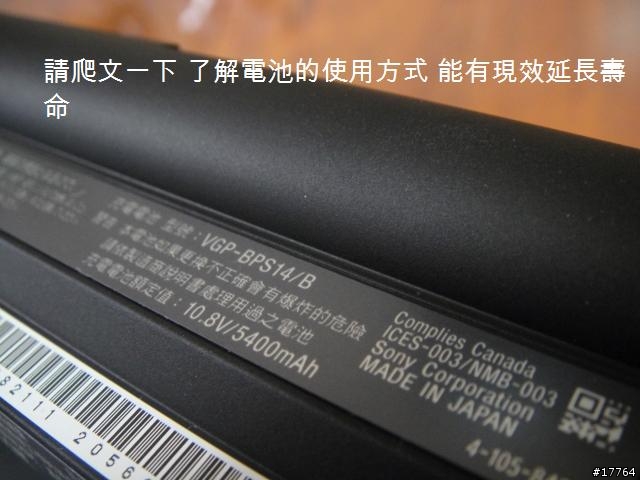 請爬文一下 了解電池的使用方式 能有現效延長壽
命
充電電池 型號：VGP-BPS14/B
警告 本電池如果更換不正確會有爆炸的危險
請依製造商說明書處理用過之電池
充電電池額定值：10.8V/5400mAh
Complies Canada
ICES-003/NMB-003
Sony Corporation
MADE IN JAPAN
4-105-
82111 2056
#17764